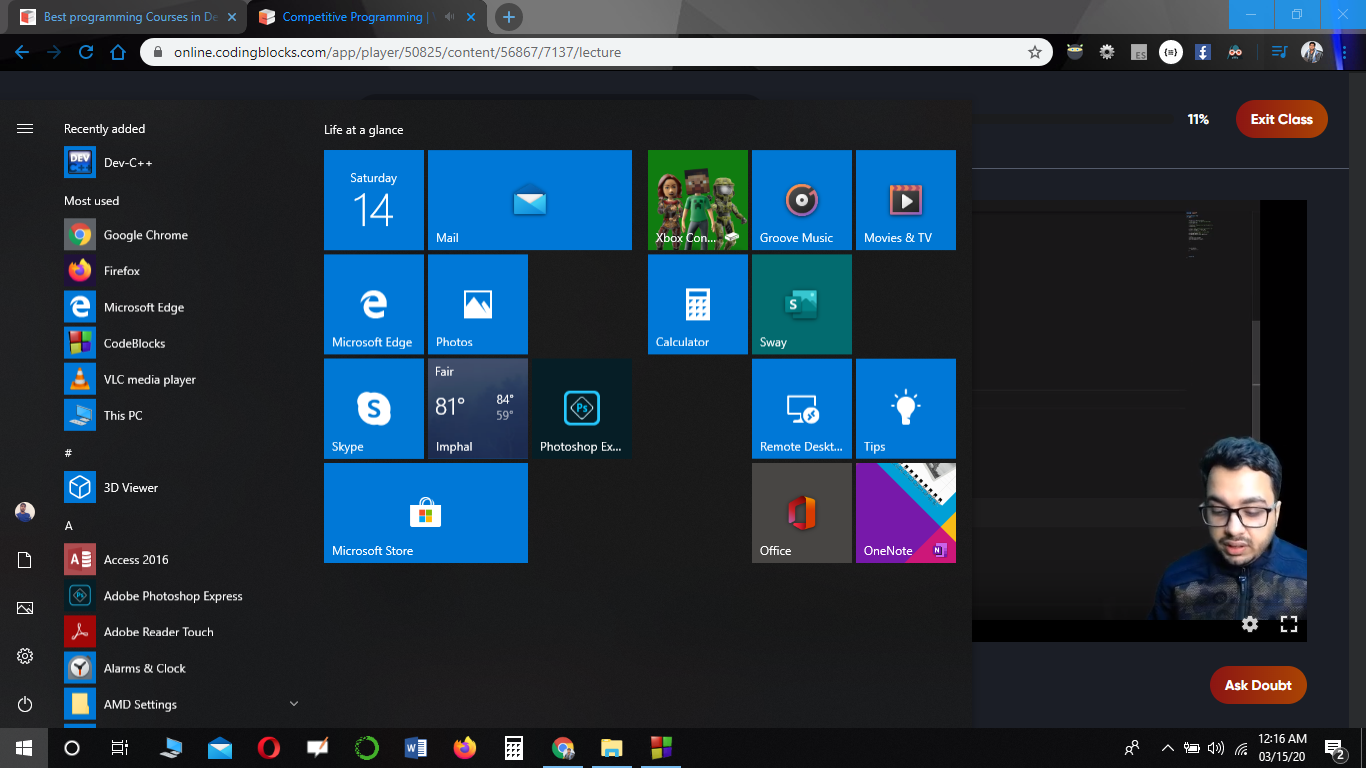 Best programming Courses in De
Competitive Programming |
online.codingblocks.com/app/player/50825/content/56867/7137/lecture
ES
11%
Exit Class
Recently added
DEV
C++
Dev-C++
Most used
Google Chrome
Firefox
Microsoft Edge
CodeBlocks
VLC media player
This PC
#
3D Viewer
A
Access 2016
Adobe Photoshop Express
Adobe Reader Touch
Alarms & Clock
AMD Settings
Life at a glance
Saturday
14
Mail
Xbox Con...
Groove Music
Movies & TV
Microsoft Edge
Photos
Calculator
Sway
Skype
Fair
81°
84°
59°
Imphal
Ps
Photoshop Ex...
Remote Deskt...
Tips
Microsoft Store
Office
OneNote
Ask Doubt
12:16 AM
03/15/20
2